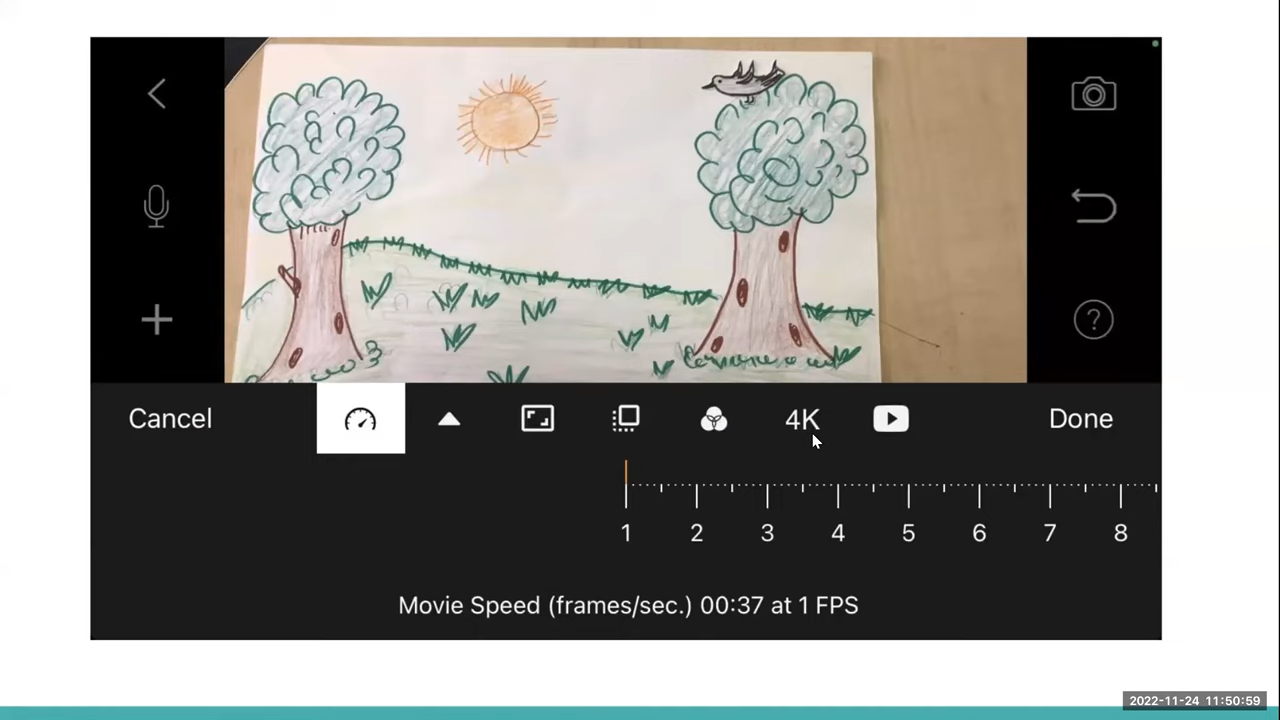 Cancel
4K
Done
1 2 3 4 5 6 7 8
Movie Speed (frames/sec.) 00:37 at 1 FPS
2022-11-24 11:50:59